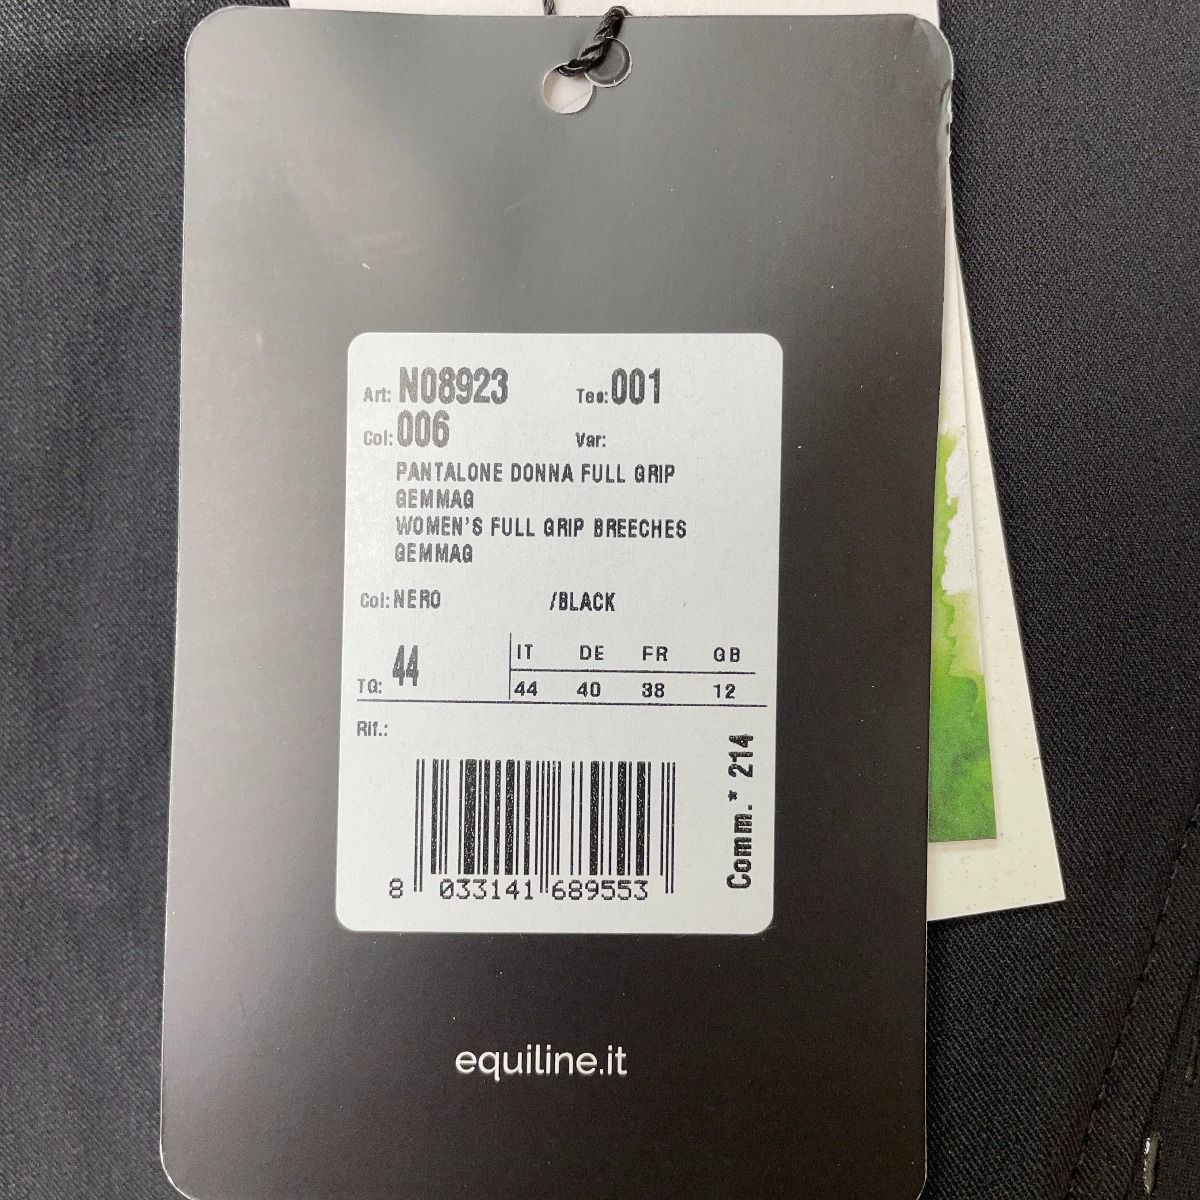 Art: N08923 Tes: 001
Col: 006 Var:
PANTALONE DONNA FULL GRIP
GEMMAG
WOMEN'S FULL GRIP BREECHES
GEMMAG
Col: NERO /BLACK
TG: 44
IT DE FR GB
44 40 38 12
Rif.:
Comm.* 214
8 033141 689553
equiline.it